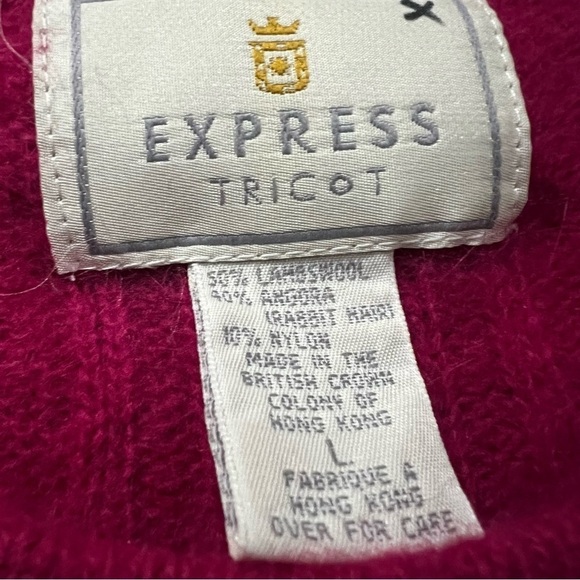 X
EXPRESS
TRICOT
50% LAMBSWOOL
40% ANGORA
(RABBIT HAIR)
10% NYLON
MADE IN THE
BRITISH CROWN
COLONY OF
HONG KONG
L
FABRIQUE A
HONG KONG
OVER FOR CARE